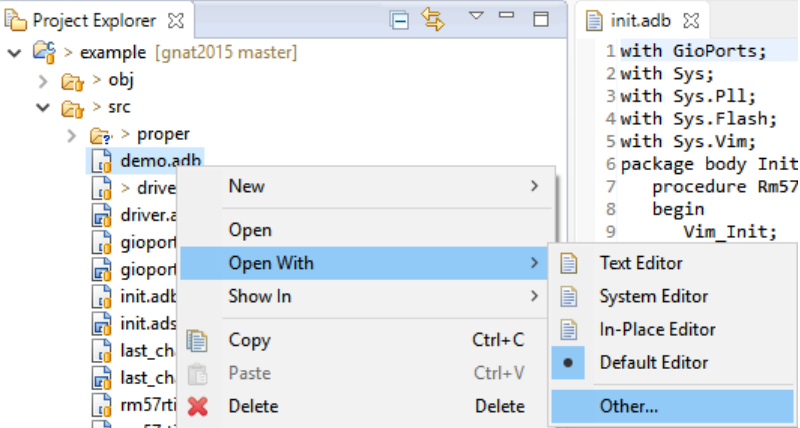 Project Explorer
> example [gnat2015 master]
> obj
> src
> proper
demo.adb
> drive
driver.a
gioport
gioport
init.adb
init.ads
last_ch
last_ch
rm57rti
New
Open
Open With
Show In
Copy Ctrl+C
Paste Ctrl+V
Delete Delete
Text Editor
System Editor
In-Place Editor
Default Editor
Other...
init.adb
1 with GioPorts;
2 with Sys;
3 with Sys.Pll;
4 with Sys.Flash;
5 with Sys.Vim;
6 package body Init
7 procedure Rm57
8 begin
9 Vim_Init;